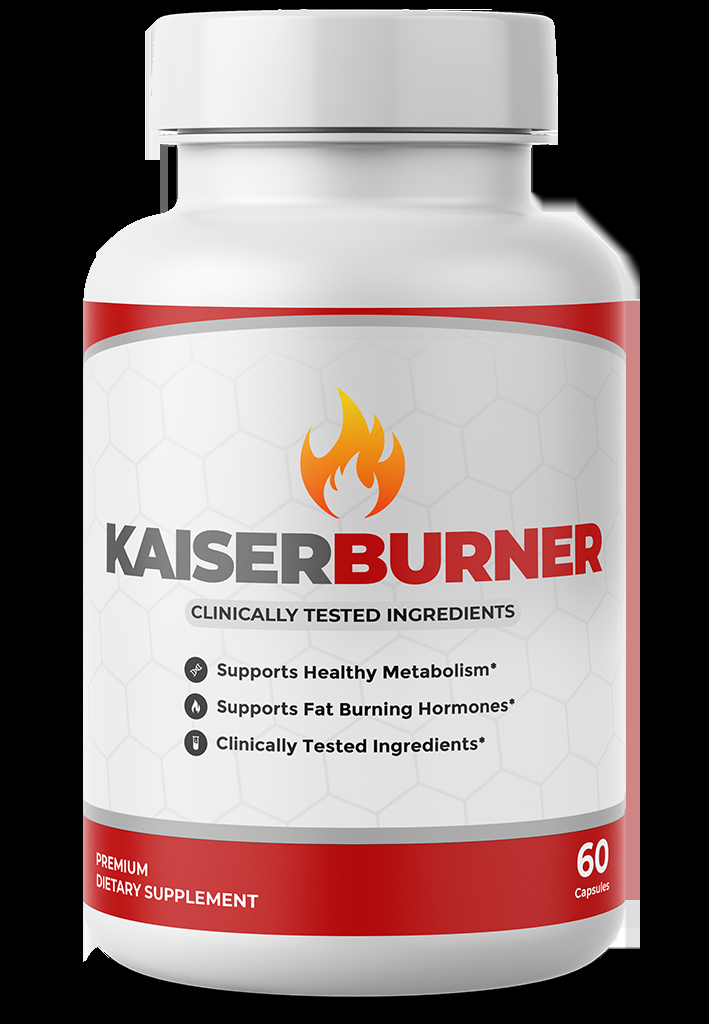 KAISERBURNER
CLINICALLY TESTED INGREDIENTS
Supports Healthy Metabolism*
Supports Fat Burning Hormones*
Clinically Tested Ingredients*
PREMIUM
DIETARY SUPPLEMENT
60
Capsules